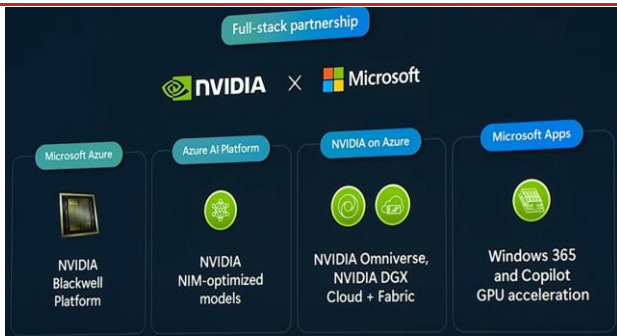 Full-stack partnership
NVIDIA X Microsoft
Microsoft Azure
NVIDIA
Blackwell
Platform
Azure AI Platform
NVIDIA
NIM-optimized
models
NVIDIA on Azure
NVIDIA Omniverse,
NVIDIA DGX
Cloud + Fabric
Microsoft Apps
Windows 365
and Copilot
GPU acceleration